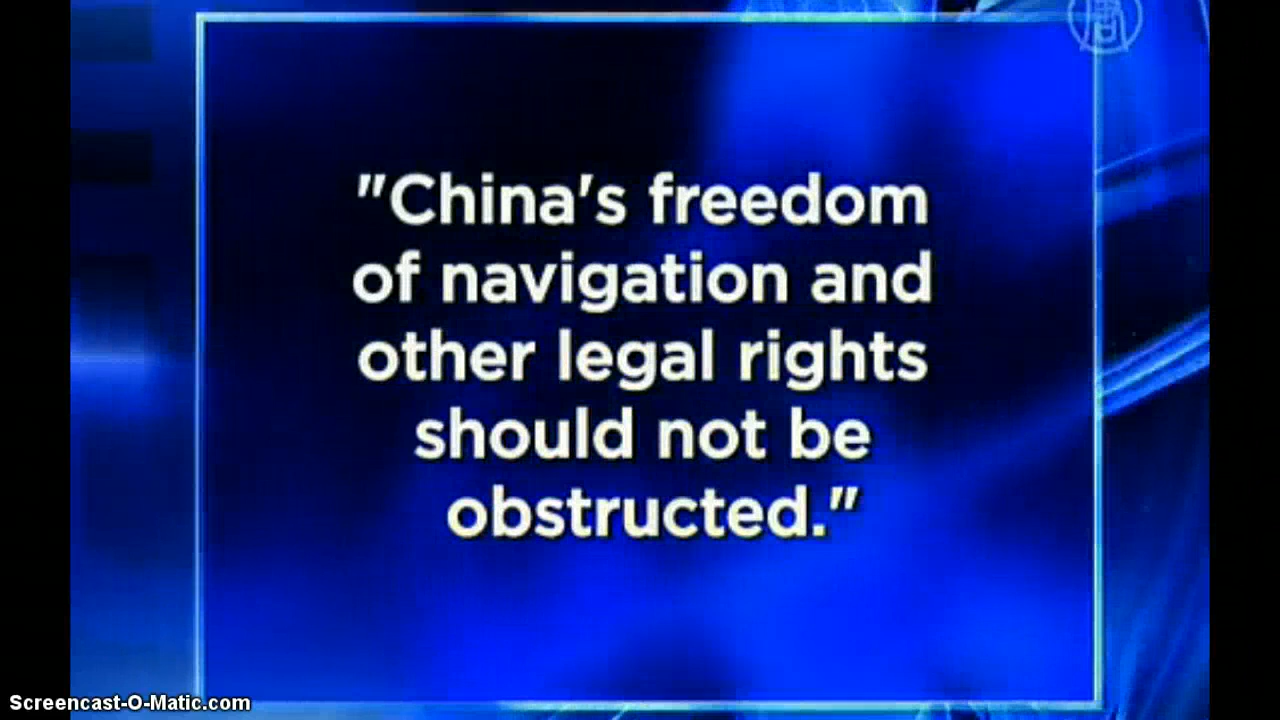 "China's freedom
of navigation and
other legal rights
should not be
obstructed."
Screencast-O-Matic.com